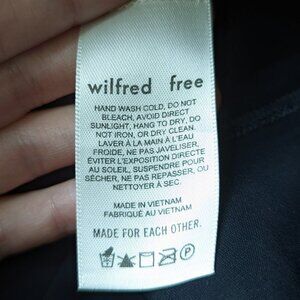 wilfred free
HAND WASH COLD, DO NOT
BLEACH, AVOID DIRECT
SUNLIGHT, HANG TO DRY, DO
NOT IRON, OR DRY CLEAN.
LAVER À LA MAIN À L'EAU
FROIDE, NE PAS JAVELISER,
ÉVITER L'EXPOSITION DIRECTE
AU SOLEIL, SUSPENDRE POUR
SÉCHER, NE PAS REPASSER, OU
NETTOYER À SEC.
MADE IN VIETNAM
FABRIQUÉ AU VIETNAM
MADE FOR EACH OTHER.